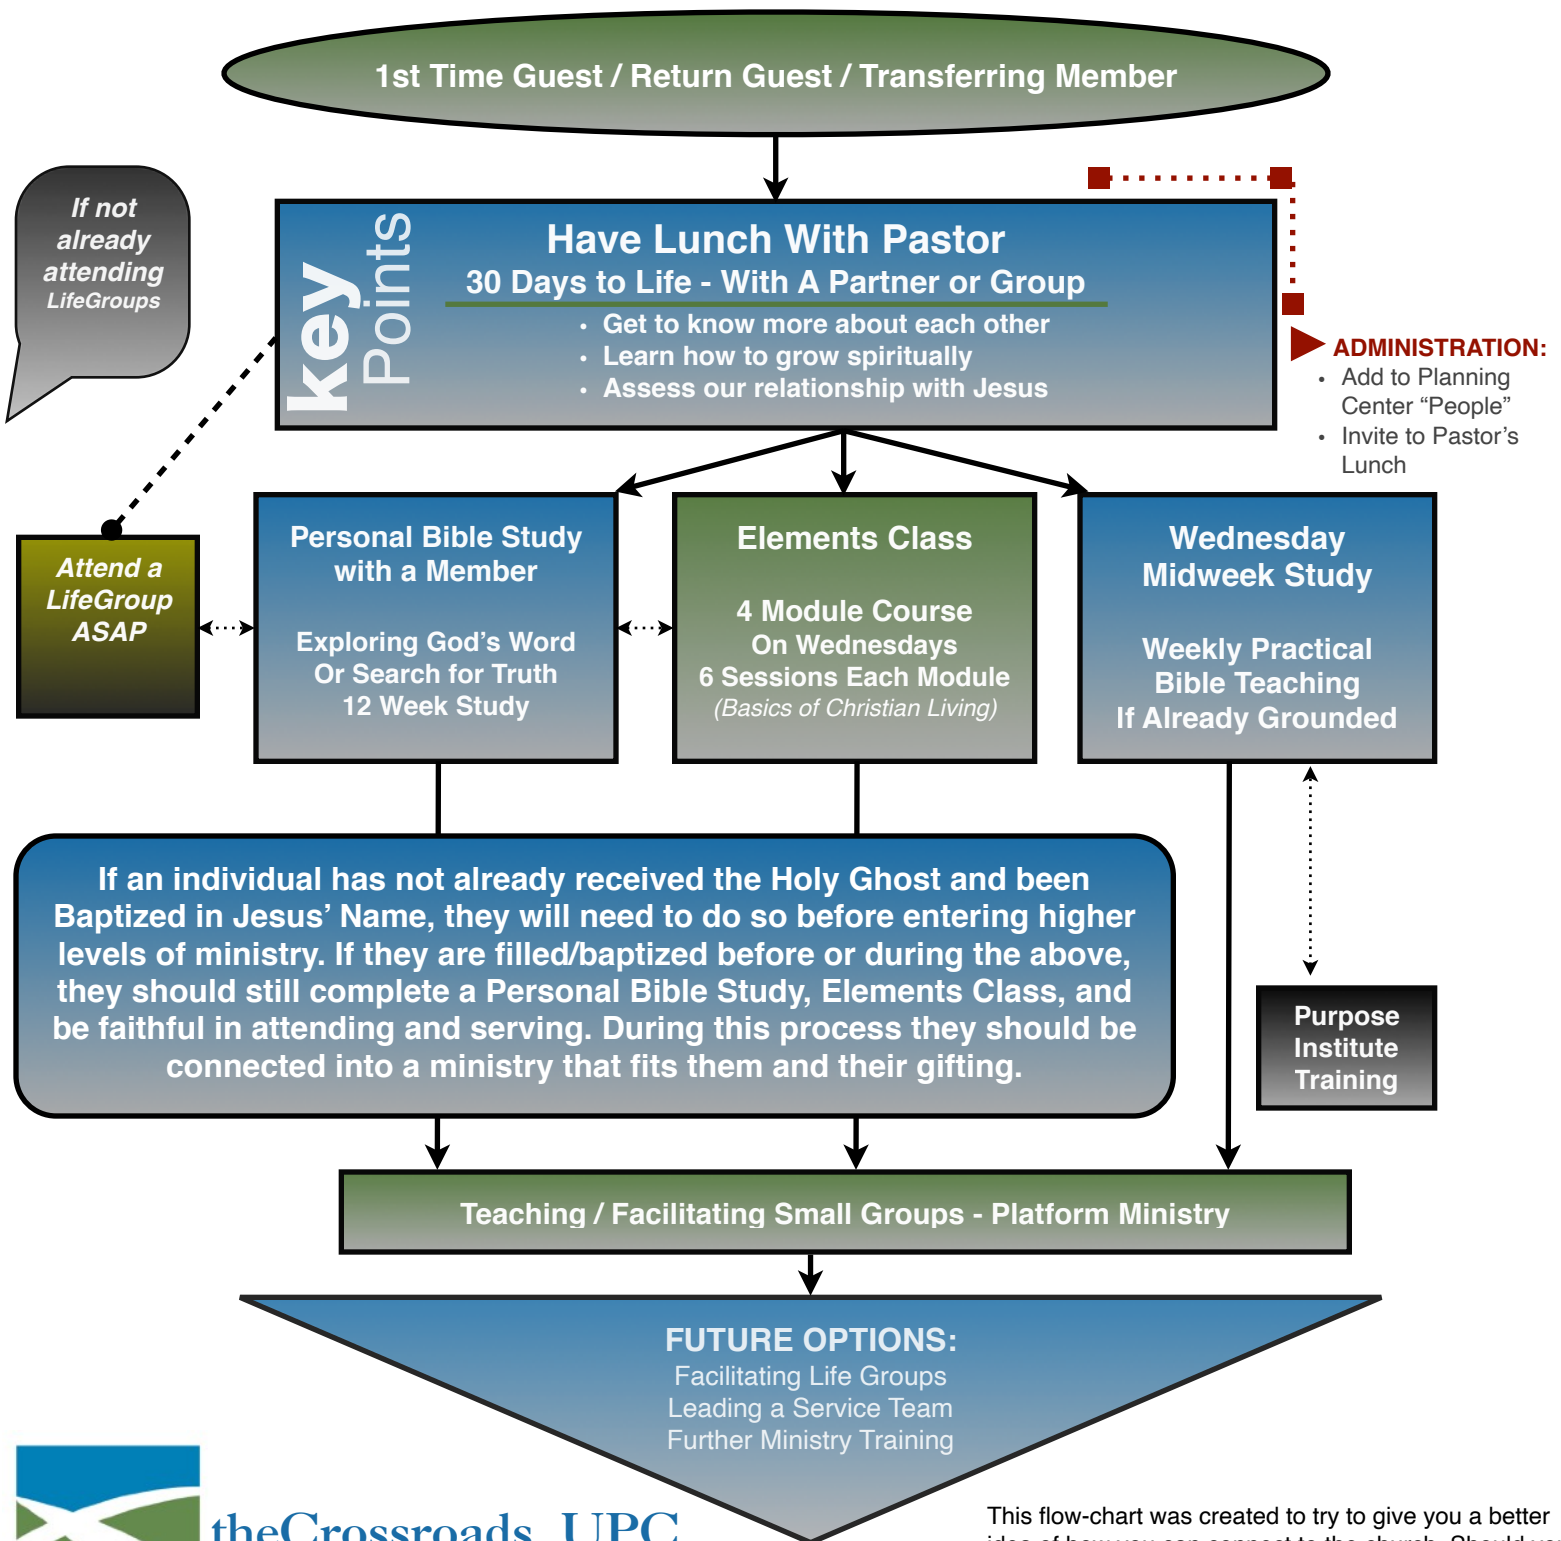 1st Time Guest / Return Guest / Transferring Member
If not
already
attending
LifeGroups
key
Points
Have Lunch With Pastor
30 Days to Life - With A Partner or Group
• Get to know more about each other
• Learn how to grow spiritually
• Assess our relationship with Jesus
ADMINISTRATION:
• Add to Planning
Center “People”
• Invite to Pastor’s
Lunch
Attend a
LifeGroup
ASAP
Personal Bible Study
with a Member
Exploring God’s Word
Or Search for Truth
12 Week Study
Elements Class
4 Module Course
On Wednesdays
6 Sessions Each Module
(Basics of Christian Living)
Wednesday
Midweek Study
Weekly Practical
Bible Teaching
If Already Grounded
If an individual has not already received the Holy Ghost and been
Baptized in Jesus’ Name, they will need to do so before entering higher
levels of ministry. If they are filled/baptized before or during the above,
they should still complete a Personal Bible Study, Elements Class, and
be faithful in attending and serving. During this process they should be
connected into a ministry that fits them and their gifting.
Purpose
Institute
Training
Teaching / Facilitating Small Groups - Platform Ministry
FUTURE OPTIONS:
Facilitating Life Groups
Leading a Service Team
Further Ministry Training
theCrossroads, UPC
This flow-chart was created to try to give you a better
idea of how you can connect to the church. Should